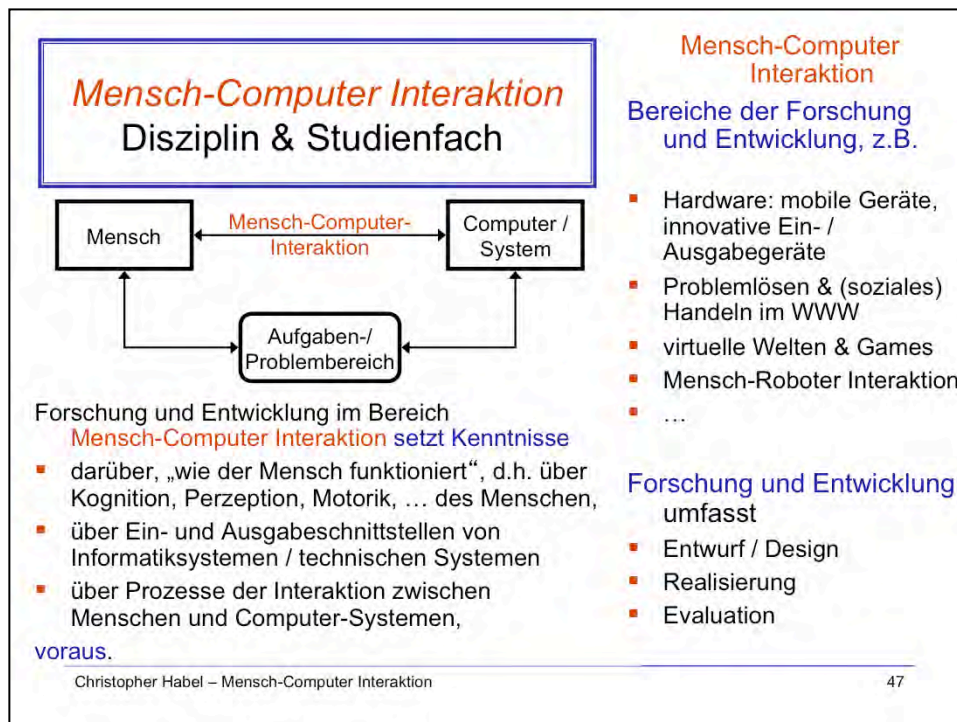 Mensch-Computer Interaktion
Disziplin & Studienfach
Mensch
Mensch-Computer-
Interaktion
Computer /
System
Aufgaben-/
Problembereich
Forschung und Entwicklung im Bereich
Mensch-Computer Interaktion setzt Kenntnisse
▪ darüber, „wie der Mensch funktioniert“, d.h. über
Kognition, Perzeption, Motorik, … des Menschen,
▪ über Ein- und Ausgabeschnittstellen von
Informatiksystemen / technischen Systemen
▪ über Prozesse der Interaktion zwischen
Menschen und Computer-Systemen,
voraus.
Mensch-Computer
Interaktion
Bereiche der Forschung
und Entwicklung, z.B.
▪ Hardware: mobile Geräte,
innovative Ein- /
Ausgabegeräte
▪ Problemlösen & (soziales)
Handeln im WWW
▪ virtuelle Welten & Games
▪ Mensch-Roboter Interaktion
▪ …
Forschung und Entwicklung
umfasst
▪ Entwurf / Design
▪ Realisierung
▪ Evaluation
Christopher Habel – Mensch-Computer Interaktion
47